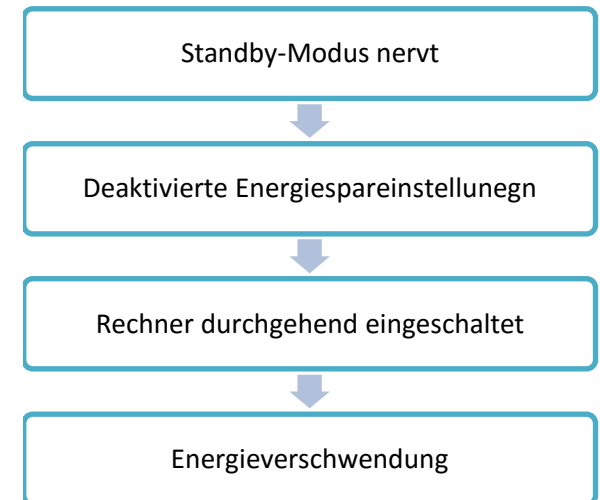 Standby-Modus nervt
Deaktivierte Energiespareinstellunegn
Rechner durchgehend eingeschaltet
Energieverschwendung